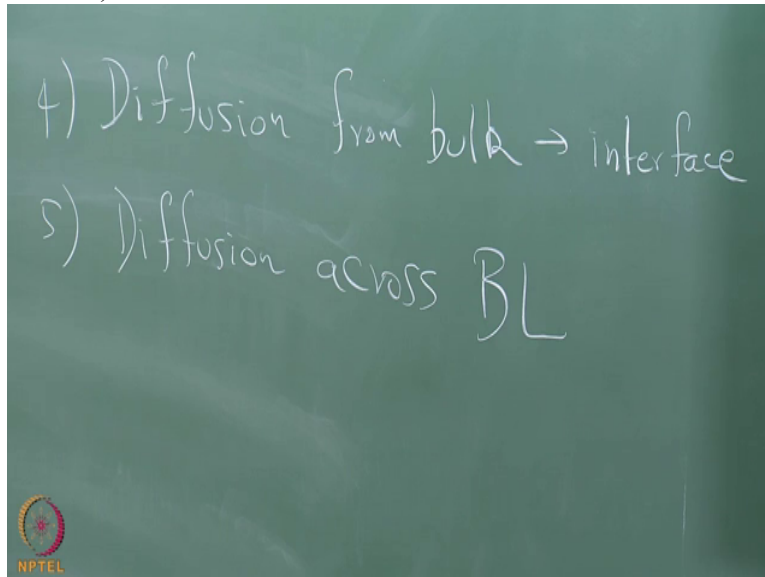 4) Diffusion from bulk → interface
5) Diffusion across BL
NPTEL